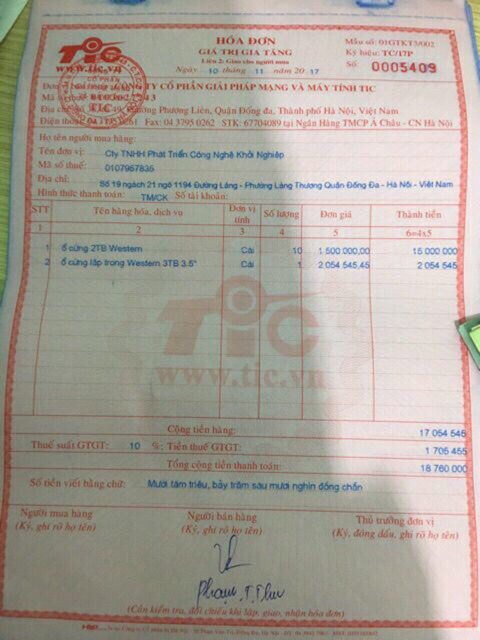 TIC
www.tic.vn
HÓA ĐƠN
GIÁ TRỊ GIA TĂNG
Liên 2: Giao cho người mua
Ngày 10 tháng 11 năm 2017
Mẫu số: 01GTKT3/002
Ký hiệu: TC/17P
Số: 0005409
CÔNG TY CỔ PHẦN GIẢI PHÁP MẠNG VÀ MÁY TÍNH TIC
Phường Phương Liên, Quận Đống đa, Thành phố Hà Nội, Việt Nam
Điện thoại: Fax: 04 3795 0262 - STK: 67704089 tại Ngân Hàng TMCP Á Châu - CN Hà Nội
Họ tên người mua hàng:
Tên đơn vị: Cty TNHH Phát Triển Công Nghệ Khởi Nghiệp
Mã số thuế: 0107967835
Địa chỉ: Số 19 ngách 21 ngõ 1194 Đường Láng - Phường Láng Thượng Quận Đống Đa - Hà Nội - Việt Nam
Hình thức thanh toán: TM/CK Số tài khoản:
STT Tên hàng hóa, dịch vụ Đơn vị tính Số lượng Đơn giá Thành tiền
1 2 3 4 5 6=4x5
1 ổ cứng 2TB Western Cái 10 1 500 000,00 15 000 000
2 ổ cứng lắp trong Western 3TB 3.5" Cái 1 2 054 545,45 2 054 545
TIC
www.tic.vn
Cộng tiền hàng: 17 054 545
Thuế suất GTGT: 10 %: Tiền thuế GTGT: 1 705 455
Tổng cộng tiền thanh toán: 18 760 000
Số tiền viết bằng chữ: Mười tám triệu, bảy trăm sáu mươi nghìn đồng chẵn
Người mua hàng Người bán hàng Thủ trưởng đơn vị
(Ký, ghi rõ họ tên) (Ký, ghi rõ họ tên) (Ký, đóng dấu, ghi rõ họ tên)
Phạm.T.Thu
(Cần kiểm tra, đối chiếu khi lập, giao, nhận hóa đơn)